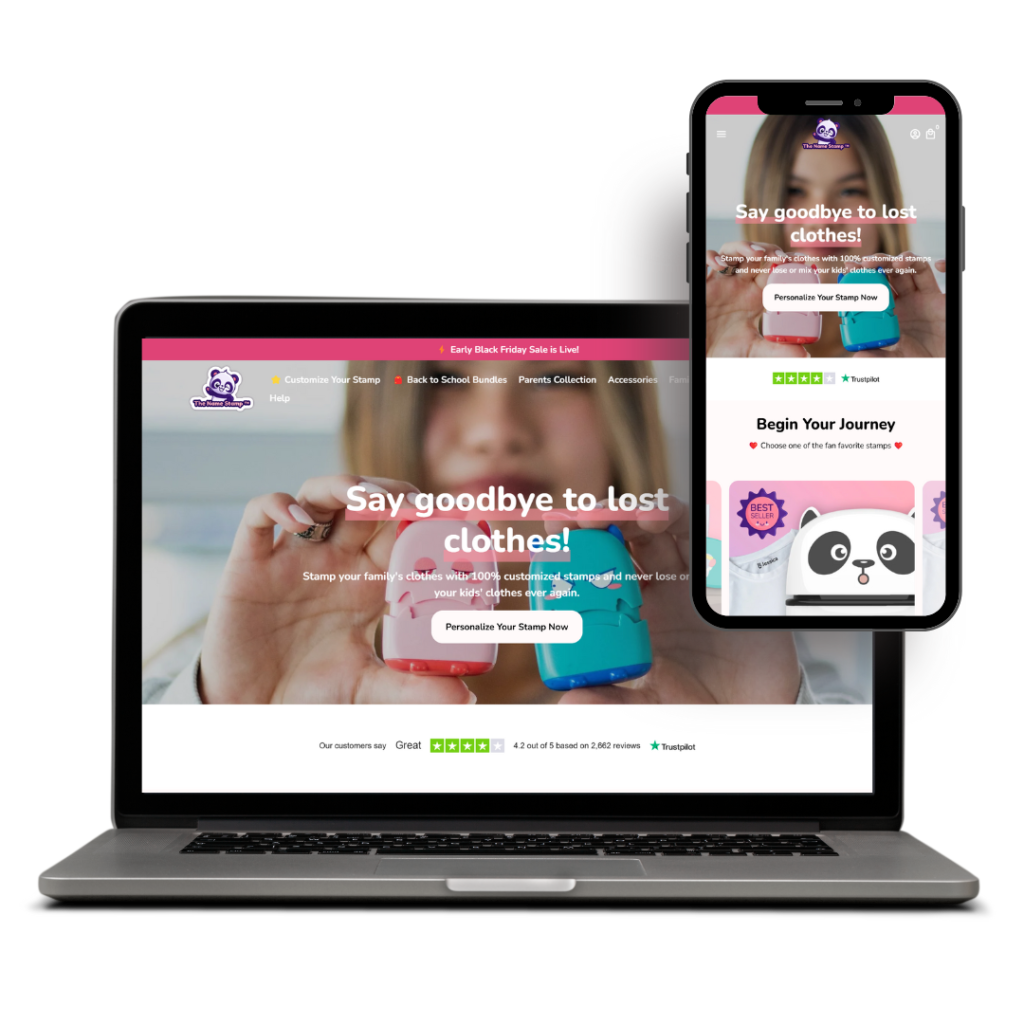 Early Black Friday Sale is Live!
The Name Stamp ™
Customize Your Stamp
Back to School Bundles
Parents Collection
Accessories
Help
Say goodbye to lost
clothes!
Stamp your family's clothes with 100% customized stamps and never lose or
your kids' clothes ever again.
Personalize Your Stamp Now
Our customers say Great 4.2 out of 5 based on 2,662 reviews Trustpilot
The Name Stamp ™
Say goodbye to lost
clothes!
Stamp your family's clothes with 100% customized stamps
and never lose or mix your kids' clothes ever again.
Personalize Your Stamp Now
Trustpilot
Begin Your Journey
Choose one of the fan favorite stamps
BEST
SELLER
Jessica